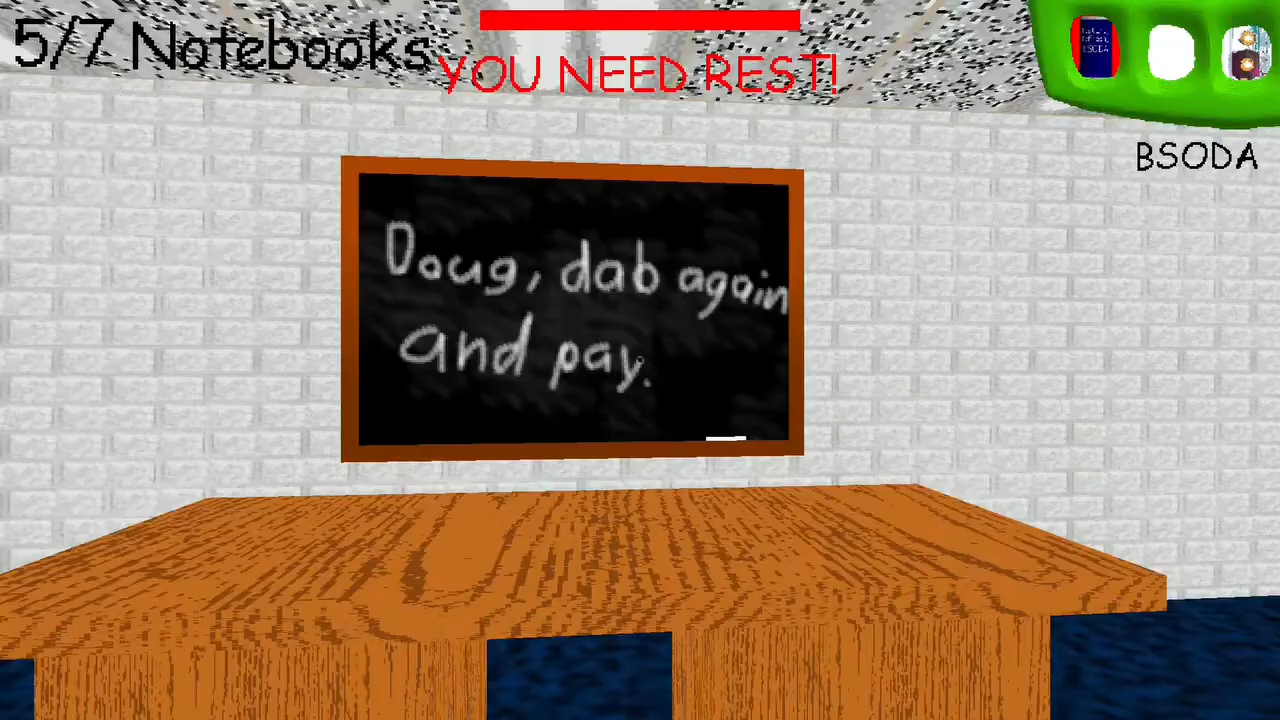 5/7 Notebooks
YOU NEED REST!
BSODA
Doug, dab again
and pay.